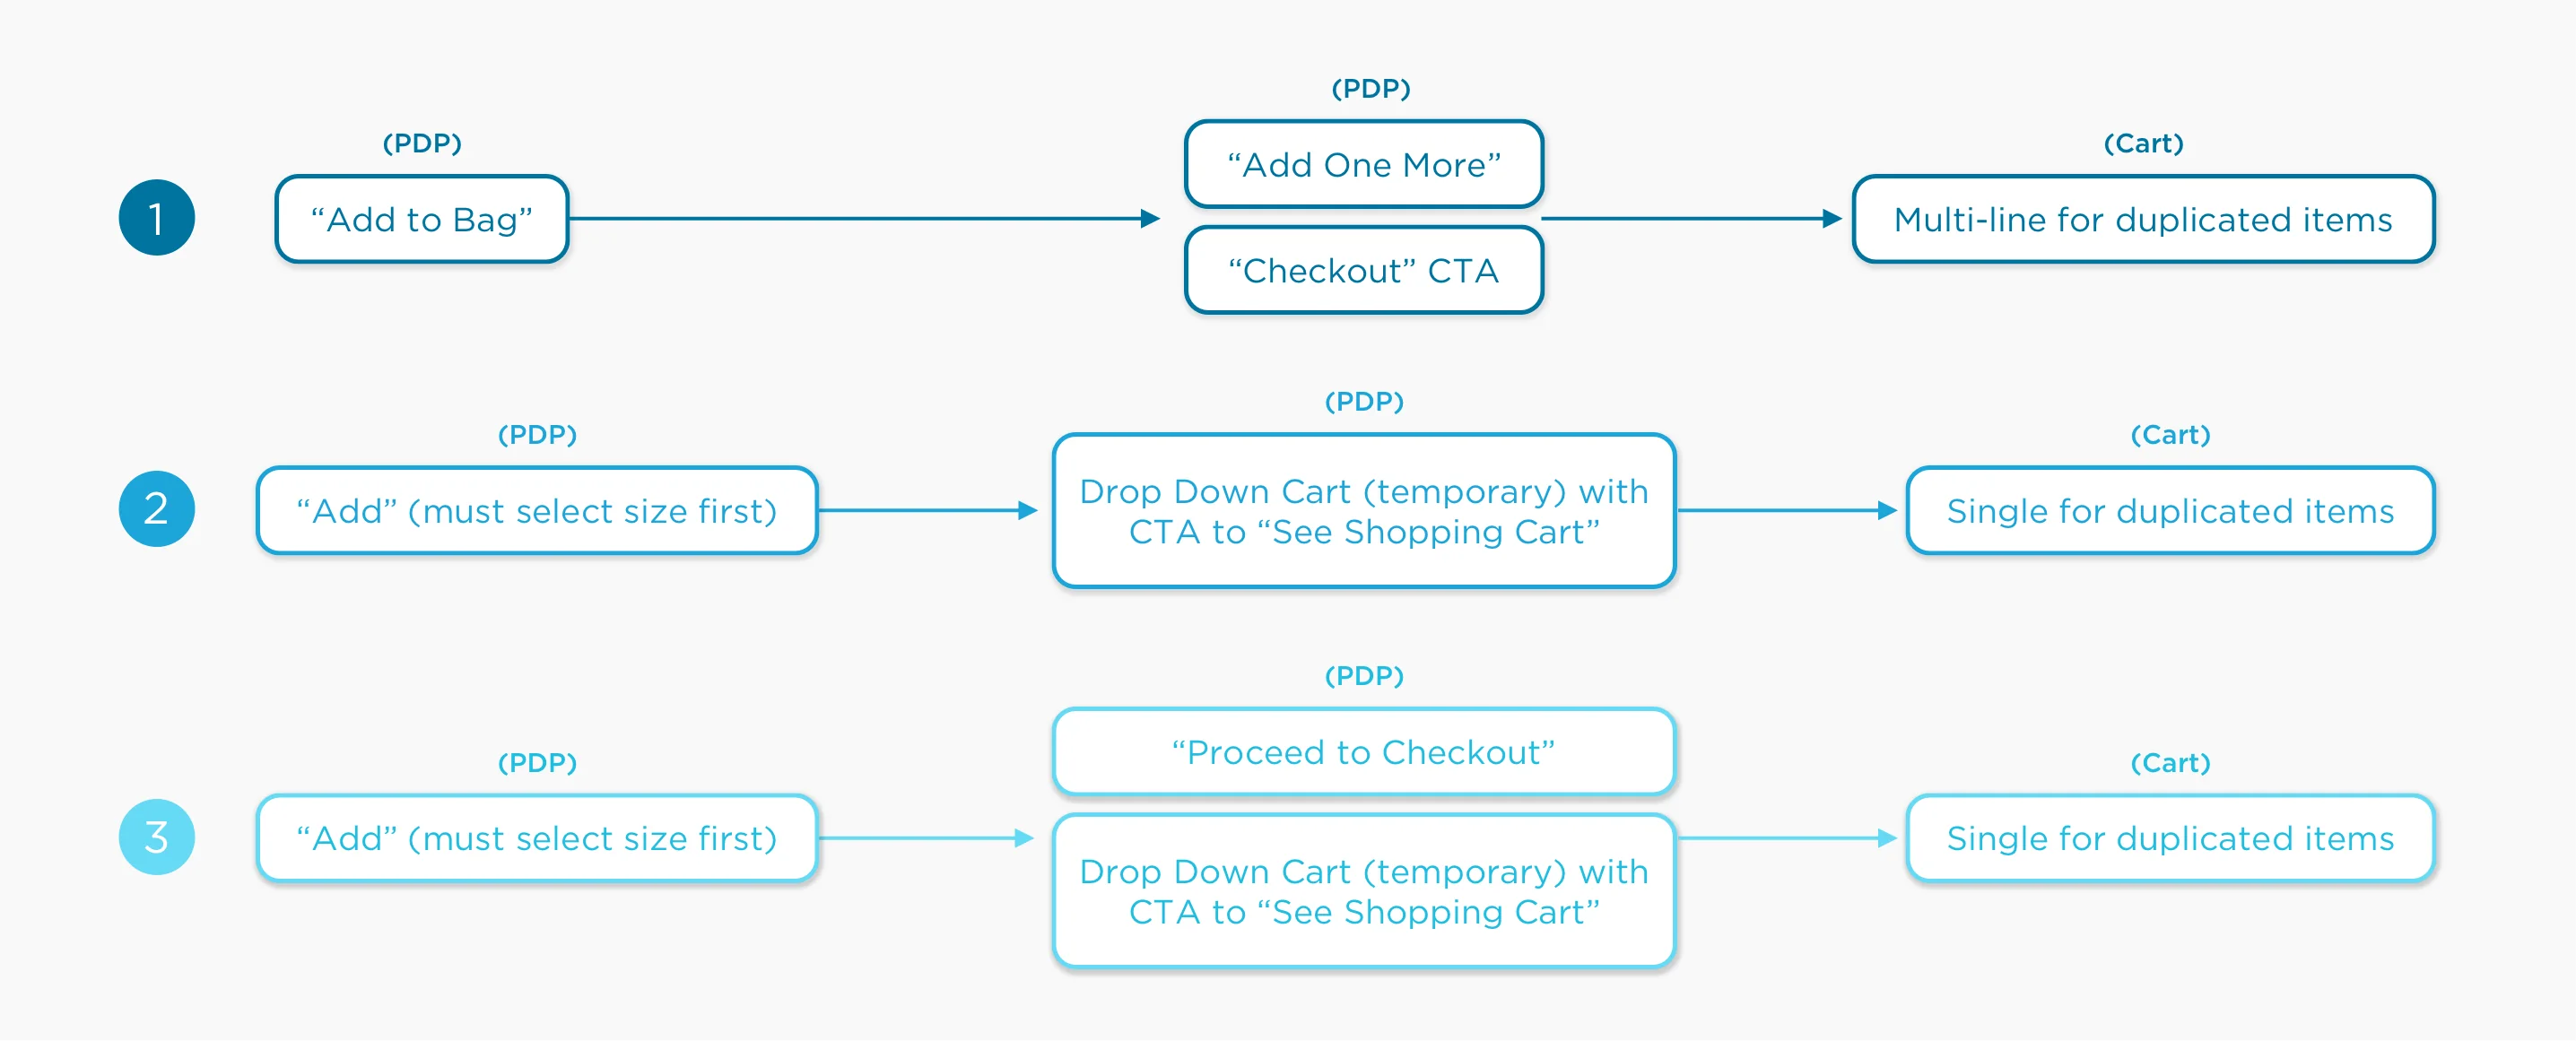 1
(PDP)
“Add to Bag”
(PDP)
“Add One More”
“Checkout” CTA
(Cart)
Multi-line for duplicated items
2
(PDP)
“Add” (must select size first)
(PDP)
Drop Down Cart (temporary) with
CTA to “See Shopping Cart”
(Cart)
Single for duplicated items
3
(PDP)
“Add” (must select size first)
(PDP)
“Proceed to Checkout”
Drop Down Cart (temporary) with
CTA to “See Shopping Cart”
(Cart)
Single for duplicated items